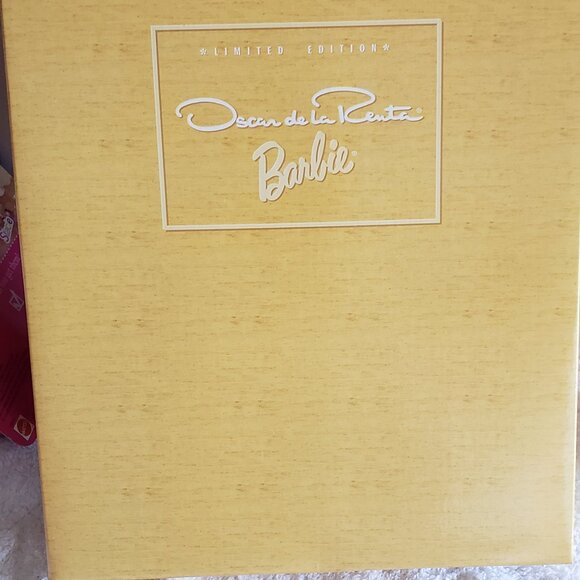 *LIMITED EDITION*
Oscar de la Renta®
Barbie®